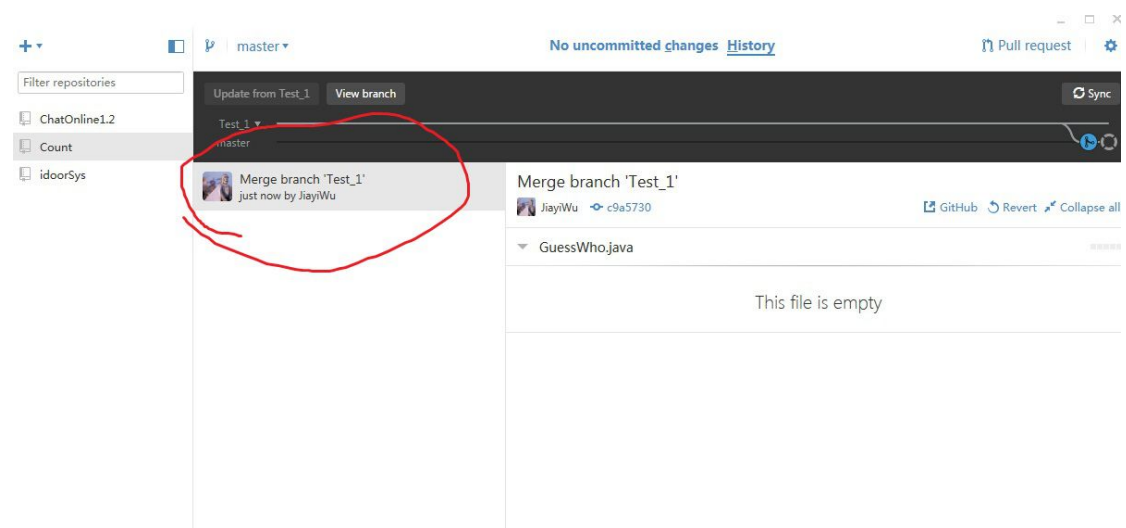 master
No uncommitted changes History
Pull request
Filter repositories
Update from Test_1 View branch
Sync
ChatOnline1.2
Test_1
Count
master
idoorSys
Merge branch 'Test_1'
just now by JiayiWu
Merge branch 'Test_1'
JiayiWu c9a5730
GitHub Revert Collapse all
GuessWho.java
This file is empty